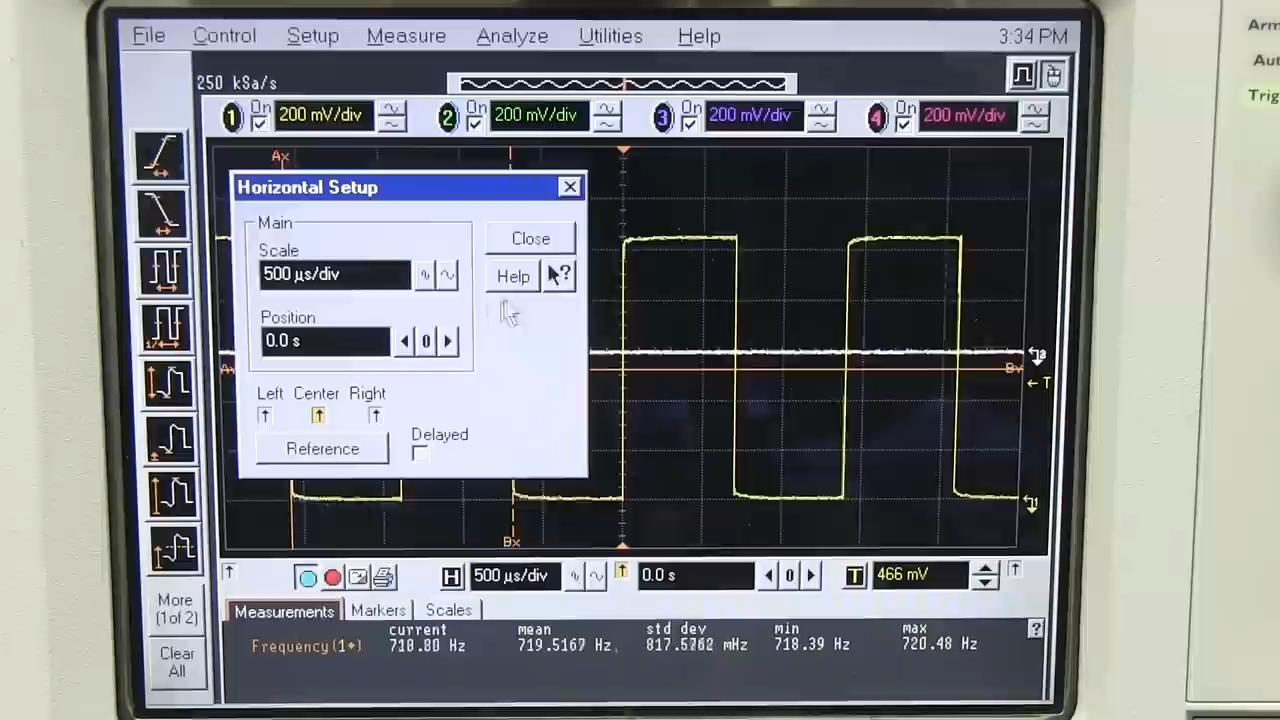 File Control Setup Measure Analyze Utilities Help 3:34 PM
250 kSa/s
1 On 200 mV/div 2 On 200 mV/div 3 On 200 mV/div 4 On 200 mV/div
Ax
Horizontal Setup
Main
Scale
500 µs/div
Position
0.0 s
0
Left Center Right
Reference
Delayed
Close
Help
?
Bv
T
Bx
More
(1of 2)
Clear
All
H 500 µs/div 0.0 s 0 T 466 mV
Measurements Markers Scales
current mean std dev min max
Frequency(1) 718.80 Hz 719.5167 Hz mHz 718.39 Hz 720.48 Hz
?
Arm
Aut
Trig